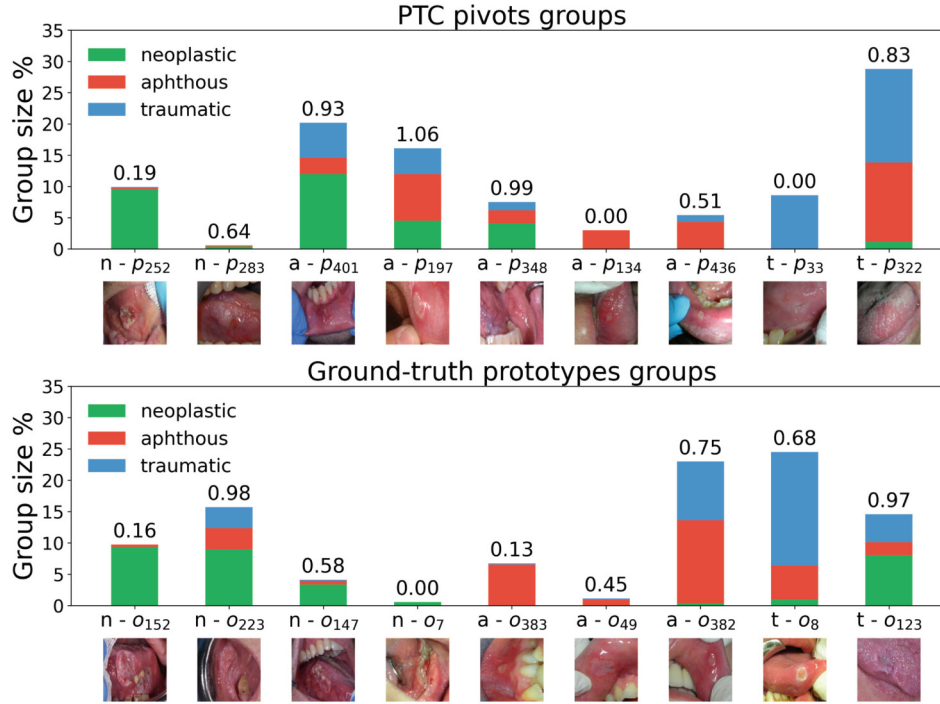 PTC pivots groups
Group size %
35
30
25
20
15
10
5
0
neoplastic
aphthous
traumatic
0.19
0.64
0.93
1.06
0.99
0.00
0.51
0.00
0.83
n - p252
n - p283
a - p401
a - p197
a - p348
a - p134
a - p436
t - p33
t - p322
Ground-truth prototypes groups
Group size %
35
30
25
20
15
10
5
0
neoplastic
aphthous
traumatic
0.16
0.98
0.58
0.00
0.13
0.45
0.75
0.68
0.97
n - o152
n - o223
n - o147
n - o7
a - o383
a - o49
a - o382
t - o8
t - o123